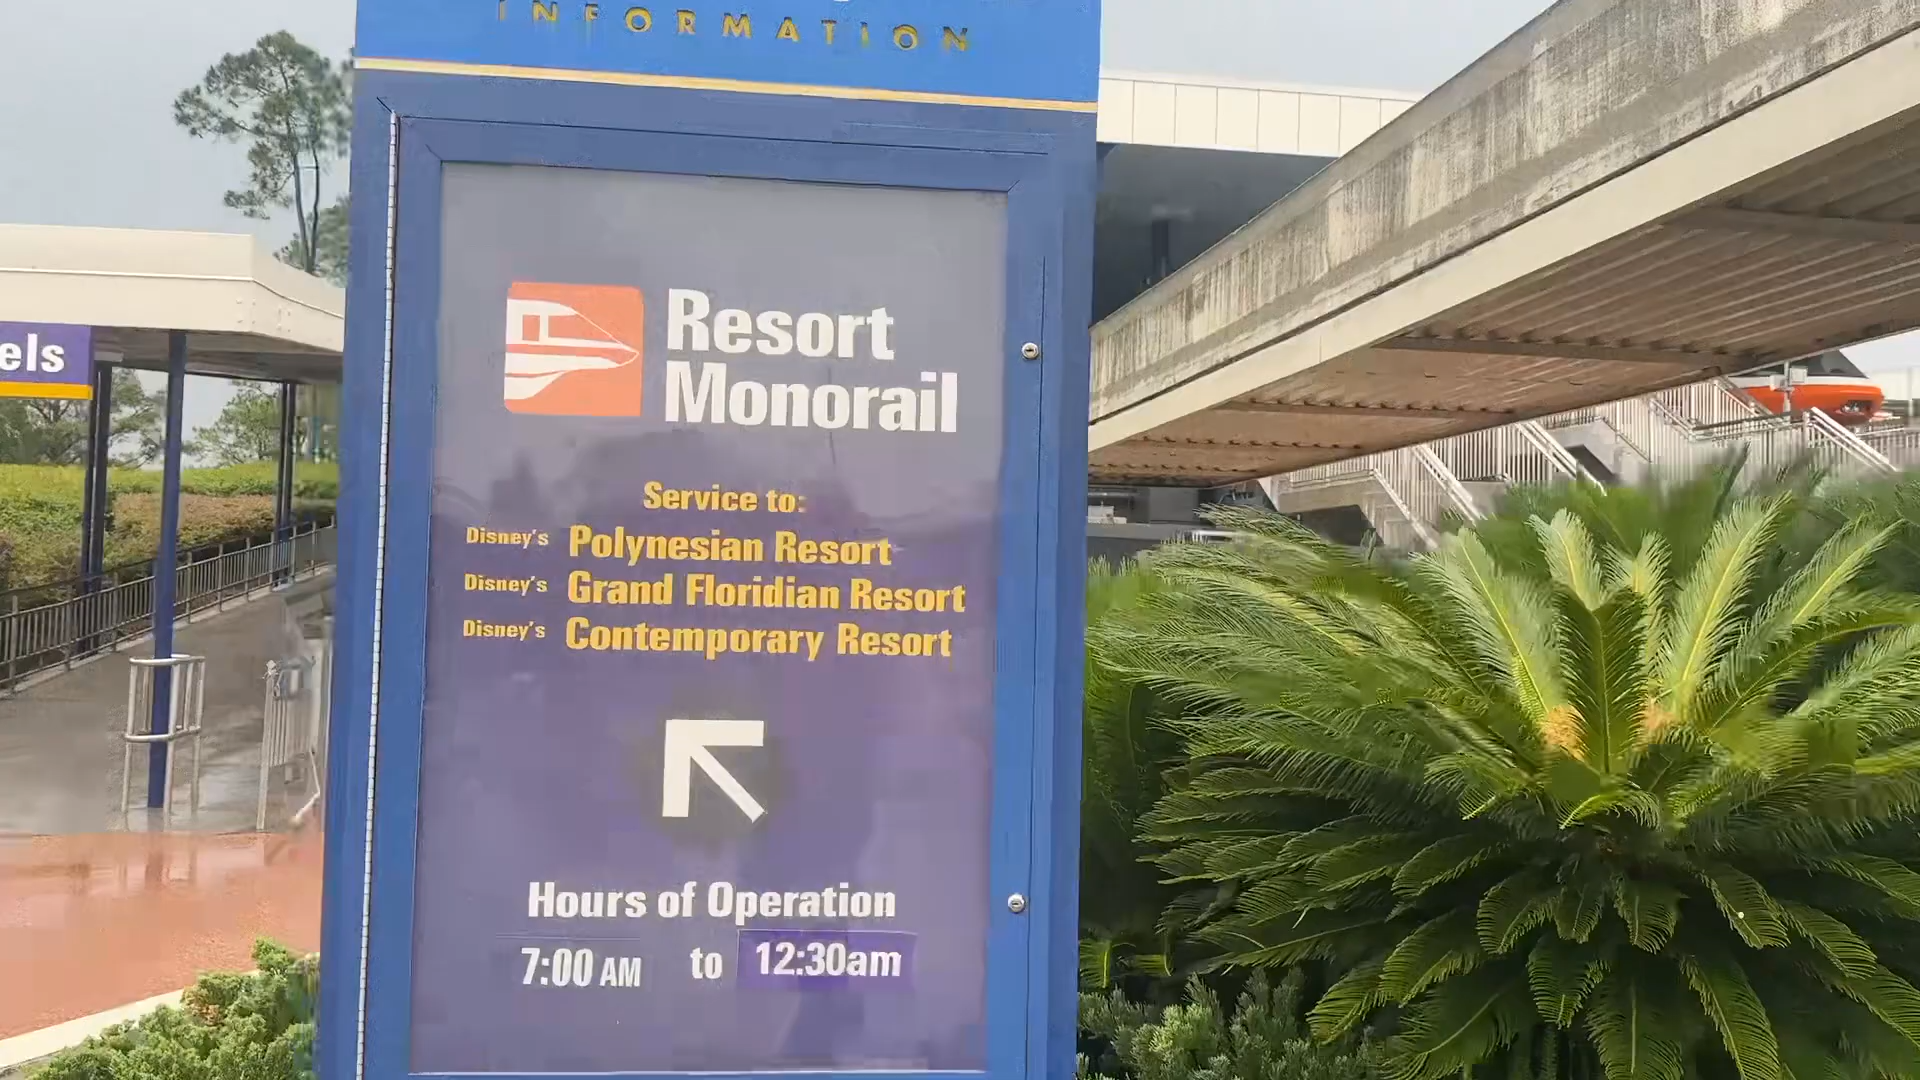 INFORMATION
els
Resort
Monorail
Service to:
Disney's Polynesian Resort
Disney's Grand Floridian Resort
Disney's Contemporary Resort
Hours of Operation
7:00 AM to 12:30am